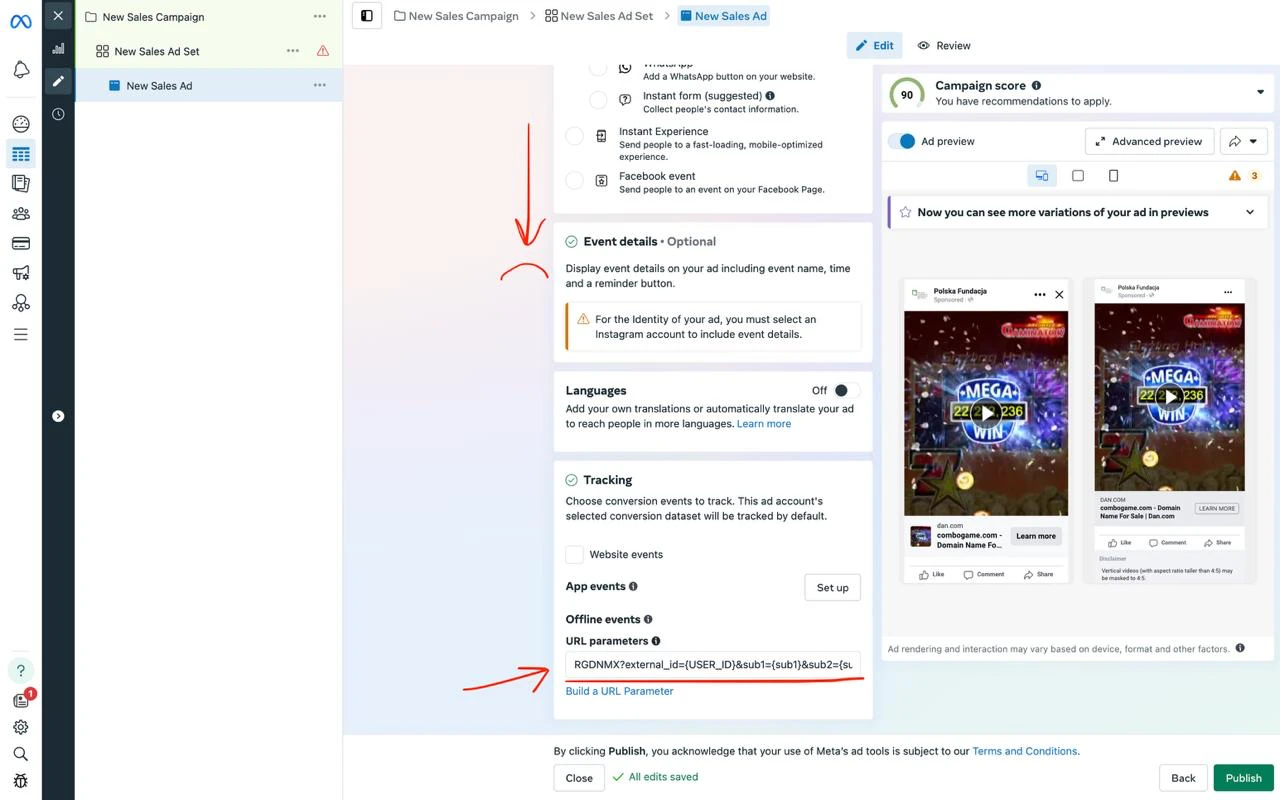 New Sales Campaign
New Sales Ad Set
New Sales Ad
New Sales Campaign
New Sales Ad Set
New Sales Ad
Edit
Review
WhatsApp
Add a WhatsApp button on your website.
Instant form (suggested)
Collect people's contact information.
Instant Experience
Send people to a fast-loading, mobile-optimized
experience.
Facebook event
Send people to an event on your Facebook Page.
Event details • Optional
Display event details on your ad including event name, time
and a reminder button.
For the Identity of your ad, you must select an
Instagram account to include event details.
Languages
Off
Add your own translations or automatically translate your ad
to reach people in more languages. Learn more
Tracking
Choose conversion events to track. This ad account's
selected conversion dataset will be tracked by default.
Website events
App events
Set up
Offline events
URL parameters
RGDNMX?external_id={USER_ID}&sub1={sub1}&sub2={su
Build a URL Parameter
90
Campaign score
You have recommendations to apply.
Ad preview
Advanced preview
3
Now you can see more variations of your ad in previews
Polska Fundacja
Sponsored
GAMINATOR
MEGA
WIN
dan.com
combogame.com -
Domain Name Fo...
Learn more
Like
Comment
Share
Polska Fundacja
Sponsored
GAMINATOR
MEGA
WIN
DAN.COM
combogame.com - Domain
Name For Sale | Dan.com
LEARN MORE
Like
Comment
Share
Disclaimer
Vertical videos (with aspect ratio taller than 4:5) may
be masked to 4:5.
Ad rendering and interaction may vary based on device, format and other factors.
1
By clicking Publish, you acknowledge that your use of Meta's ad tools is subject to our Terms and Conditions.
Close
All edits saved
Back
Publish